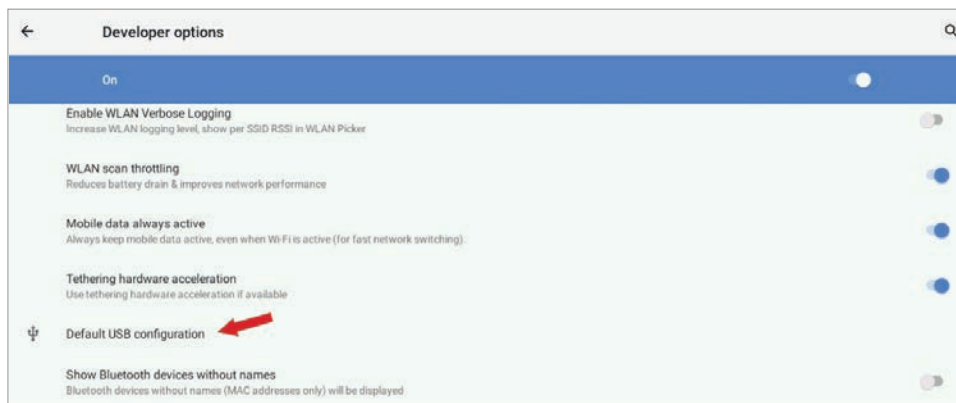 Developer options
On
Enable WLAN Verbose Logging
Increase WLAN logging level, show per SSID RSSI in WLAN Picker
WLAN scan throttling
Reduces battery drain & improves network performance
Mobile data always active
Always keep mobile data active, even when Wi-Fi is active (for fast network switching).
Tethering hardware acceleration
Use tethering hardware acceleration if available
Default USB configuration
Show Bluetooth devices without names
Bluetooth devices without names (MAC addresses only) will be displayed